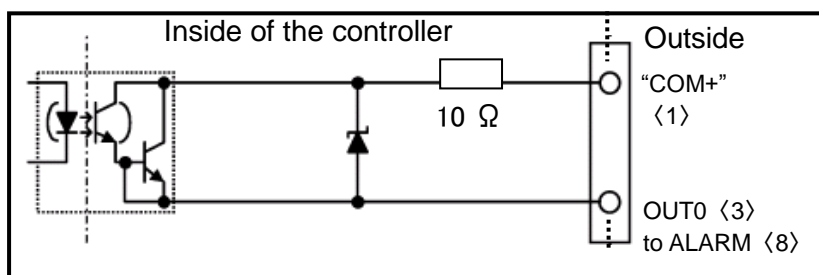 Inside of the controller
Outside
“COM+”
〈1〉
10 Ω
OUT0〈3〉
to ALARM〈8〉